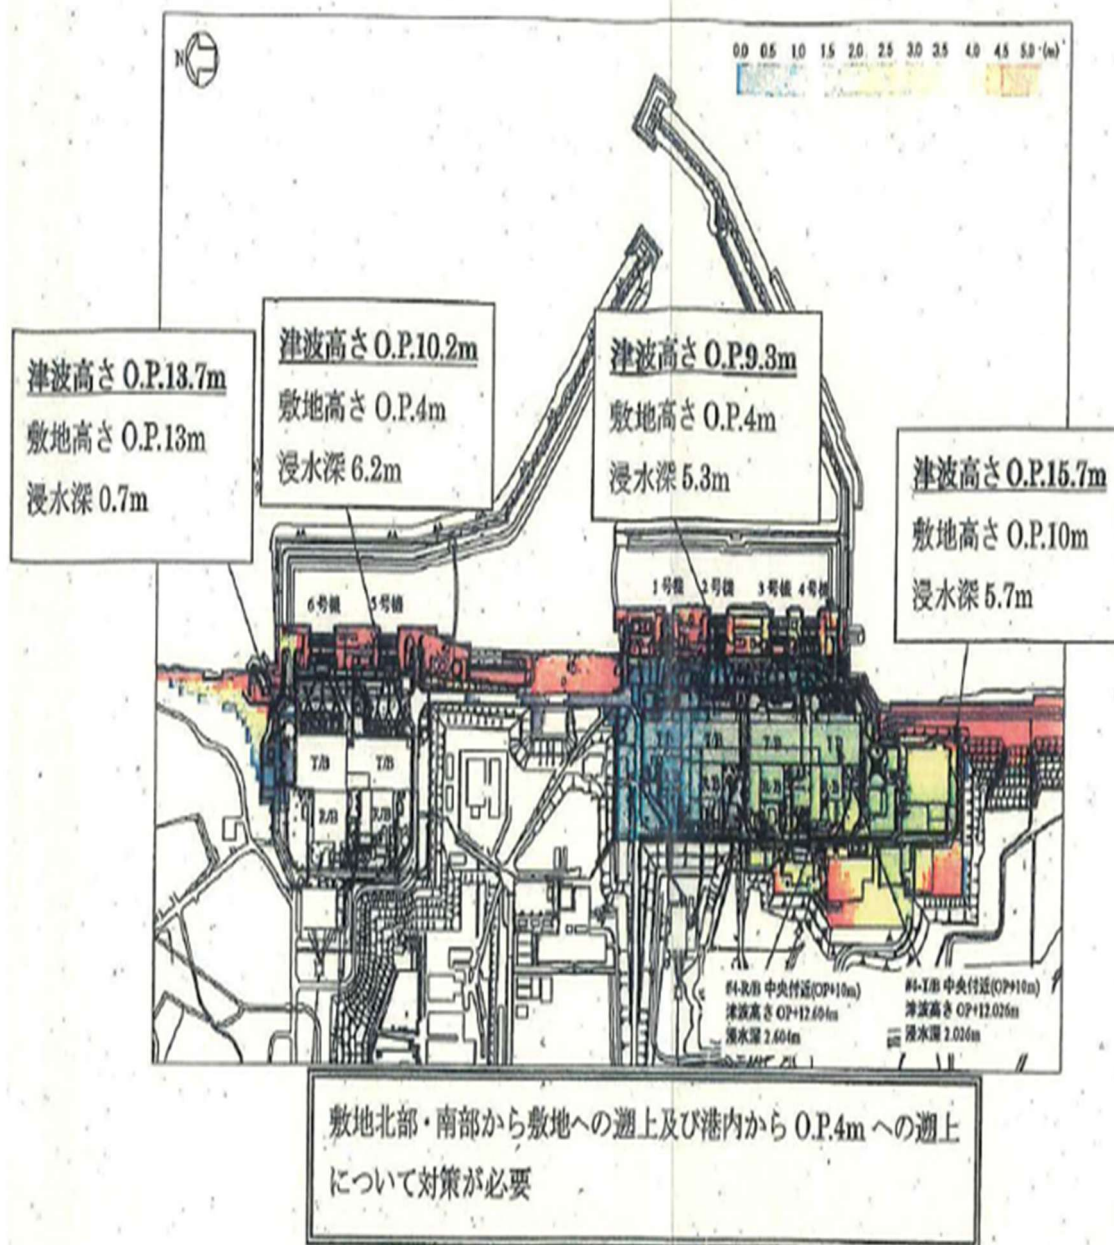 N
0.0 0.5 1.0 1.5 2.0 2.5 3.0 3.5 4.0 4.5 5.0 (m)
津波高さ O.P.13.7m
敷地高さ O.P.13m
浸水深 0.7m
津波高さ O.P.10.2m
敷地高さ O.P.4m
浸水深 6.2m
津波高さ O.P.9.3m
敷地高さ O.P.4m
浸水深 5.3m
津波高さ O.P.15.7m
敷地高さ O.P.10m
浸水深 5.7m
6号機 5号機
1号機 2号機 3号機 4号機
T/B T/B
T/B T/B T/B T/B
R/B R/B
R/B R/B
#4-R/B 中央付近(OP+10m)
津波高さ OP+12.604m
浸水深 2.604m
#4-T/B 中央付近(OP+10m)
津波高さ OP+12.026m
浸水深 2.026m
敷地北部・南部から敷地への遡上及び港内から O.P.4m への遡上
について対策が必要